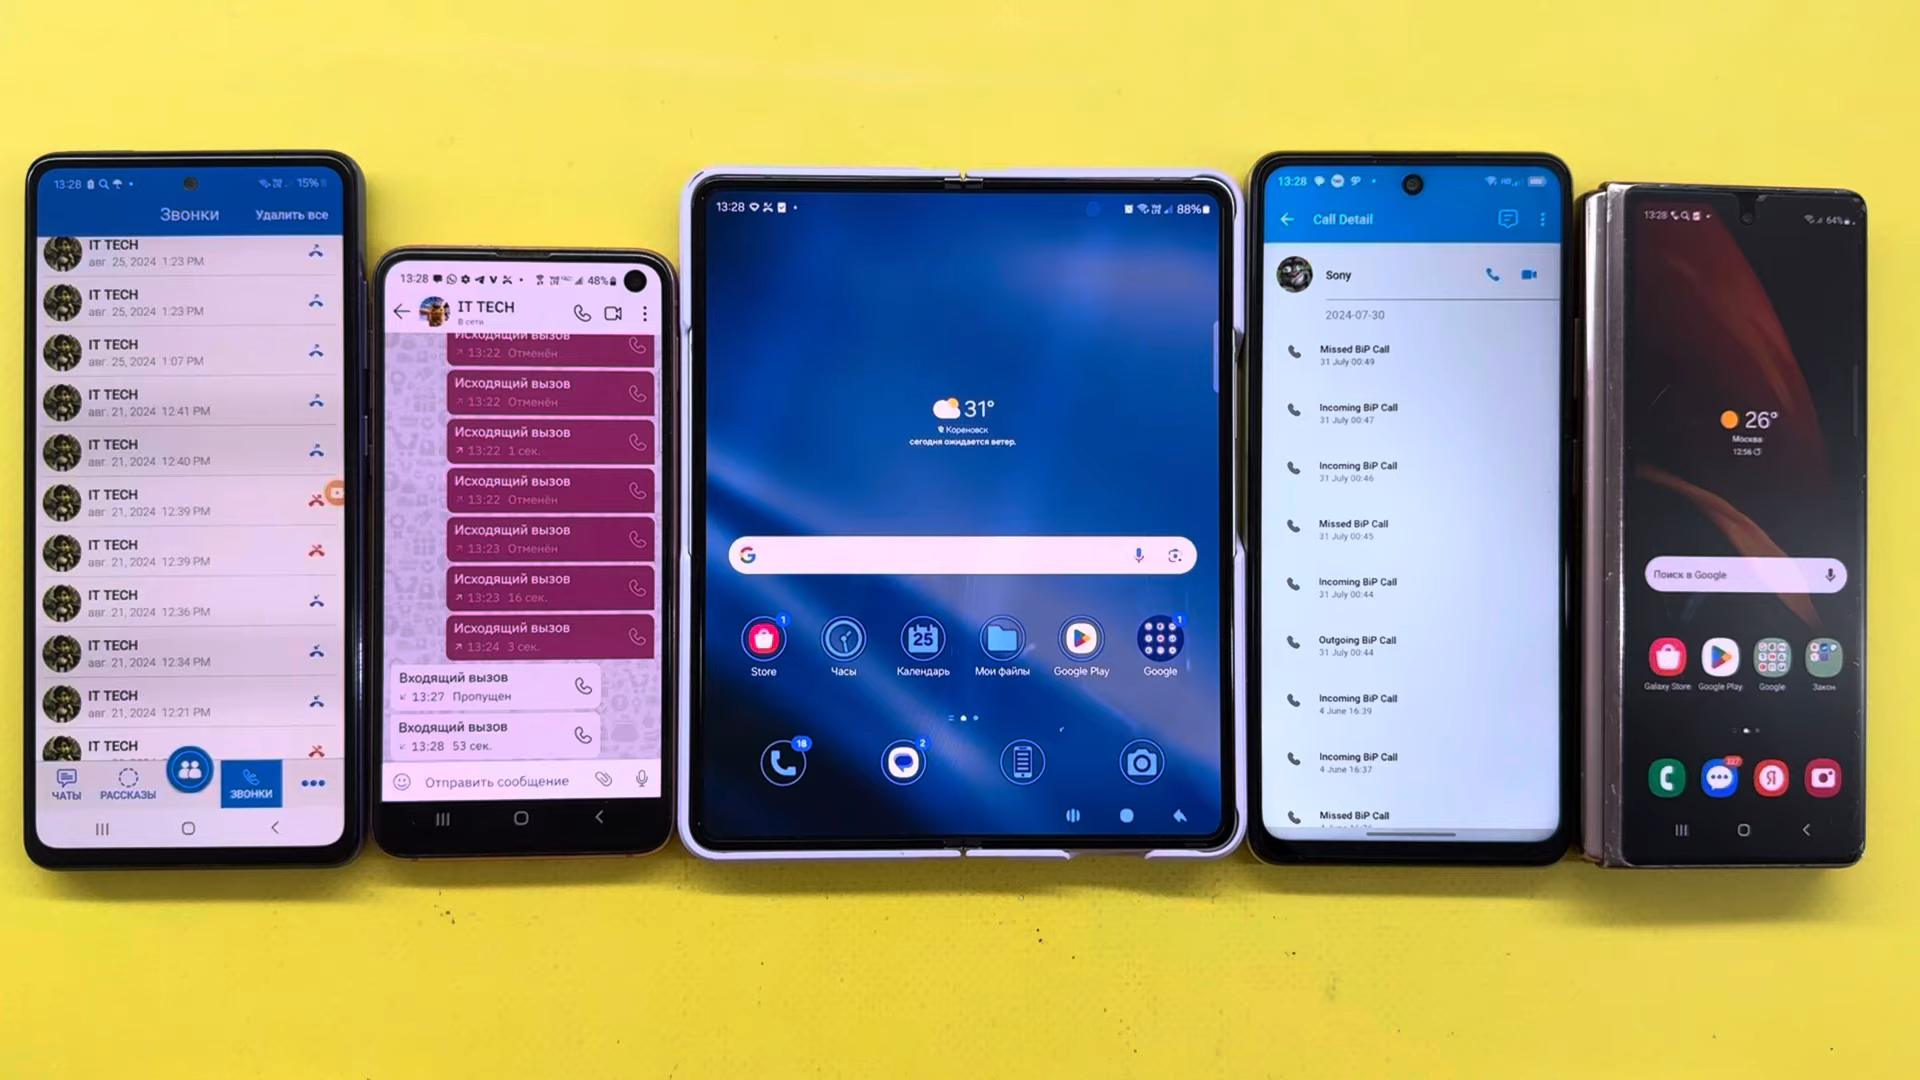 13:28
15%
Звонки
Удалить все
IT TECH
авг. 25, 2024 1:23 PM
IT TECH
авг. 25, 2024 1:23 PM
IT TECH
авг. 25, 2024 1:07 PM
IT TECH
авг. 21, 2024 12:41 PM
IT TECH
авг. 21, 2024 12:40 PM
IT TECH
авг. 21, 2024 12:39 PM
IT TECH
авг. 21, 2024 12:39 PM
IT TECH
авг. 21, 2024 12:36 PM
IT TECH
авг. 21, 2024 12:34 PM
IT TECH
авг. 21, 2024 12:21 PM
IT TECH
ЧАТЫ
РАССКАЗЫ
ЗВОНКИ
13:28
48%
IT TECH
В сети
Исходящий вызов
13:22 Отменён
Исходящий вызов
13:22 Отменён
Исходящий вызов
13:22 1 сек.
Исходящий вызов
13:22 Отменён
Исходящий вызов
13:23 Отменён
Исходящий вызов
13:23 16 сек.
Исходящий вызов
13:24 3 сек.
Входящий вызов
13:27 Пропущен
Входящий вызов
13:28 53 сек.
Отправить сообщение
13:28
88%
31°
Кореновск
сегодня ожидается ветер.
G
1
25
1
Store
Часы
Календарь
Мои файлы
Google Play
Google
18
2
13:28
Call Detail
Sony
2024-07-30
Missed BiP Call
31 July 00:49
Incoming BiP Call
31 July 00:47
Incoming BiP Call
31 July 00:46
Missed BiP Call
31 July 00:45
Incoming BiP Call
31 July 00:44
Outgoing BiP Call
31 July 00:44
Incoming BiP Call
4 June 16:39
Incoming BiP Call
4 June 16:37
Missed BiP Call
13:28
64%
26°
Москва
12:56
Поиск в Google
Galaxy Store
Google Play
Google
Закон
Я